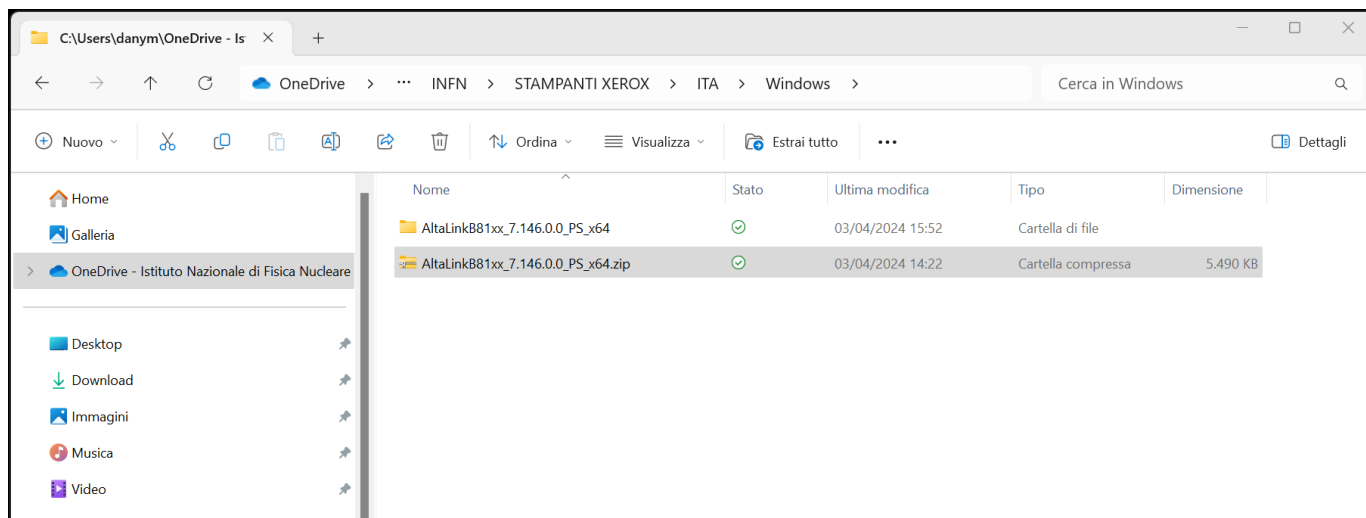 C:\Users\danym\OneDrive - Is
OneDrive > ... INFN > STAMPANTI XEROX > ITA > Windows >
Cerca in Windows
Nuovo
Ordina
Visualizza
Estrai tutto
Dettagli
Home
Galleria
OneDrive - Istituto Nazionale di Fisica Nucleare
Desktop
Download
Immagini
Musica
Video
Nome Stato Ultima modifica Tipo Dimensione
AltaLinkB81xx_7.146.0.0_PS_x64 03/04/2024 15:52 Cartella di file
AltaLinkB81xx_7.146.0.0_PS_x64.zip 03/04/2024 14:22 Cartella compressa 5.490 KB